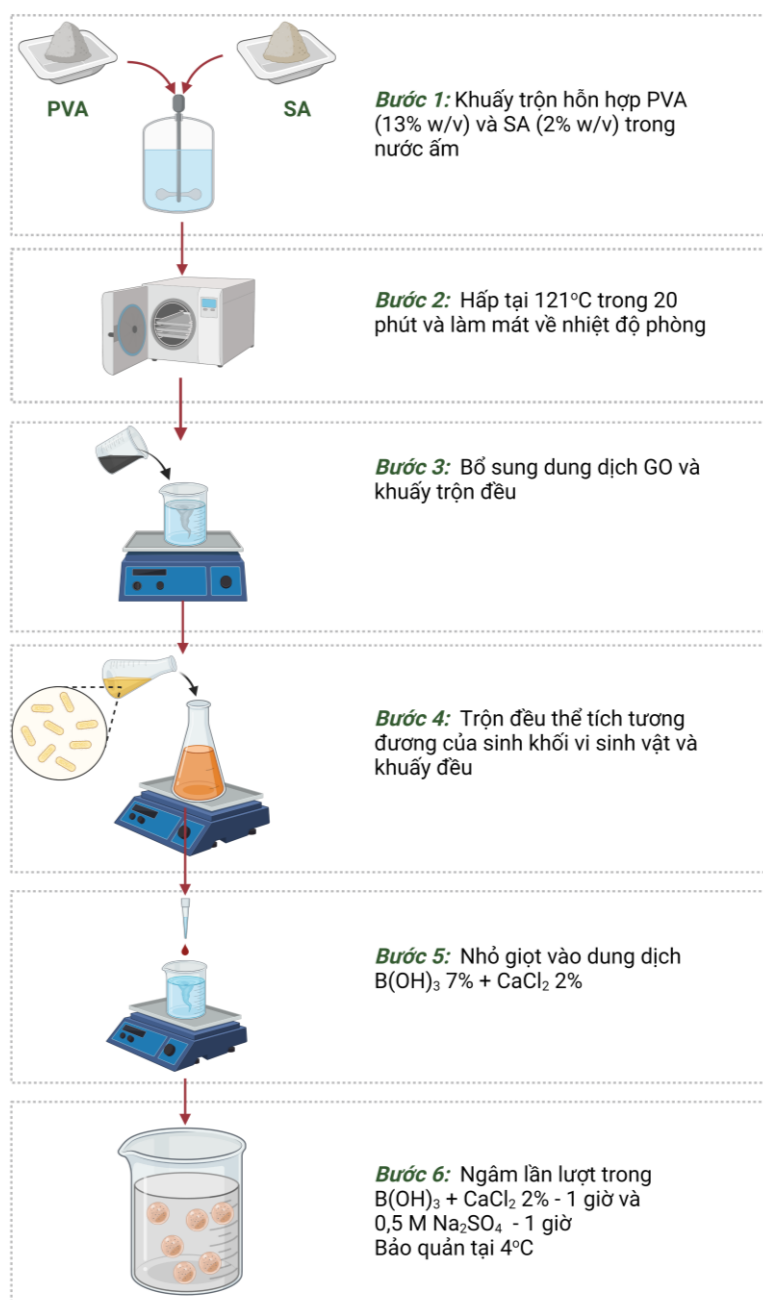 PVA
SA
Bước 1: Khuấy trộn hỗn hợp PVA
(13% w/v) và SA (2% w/v) trong
nước ấm
Bước 2: Hấp tại 121°C trong 20
phút và làm mát về nhiệt độ phòng
Bước 3: Bổ sung dung dịch GO và
khuấy trộn đều
Bước 4: Trộn đều thể tích tương
đương của sinh khối vi sinh vật và
khuấy đều
Bước 5: Nhỏ giọt vào dung dịch
B(OH)₃ 7% + CaCl₂ 2%
Bước 6: Ngâm lần lượt trong
B(OH)₃ + CaCl₂ 2% - 1 giờ và
0,5 M Na₂SO₄ - 1 giờ
Bảo quản tại 4°C